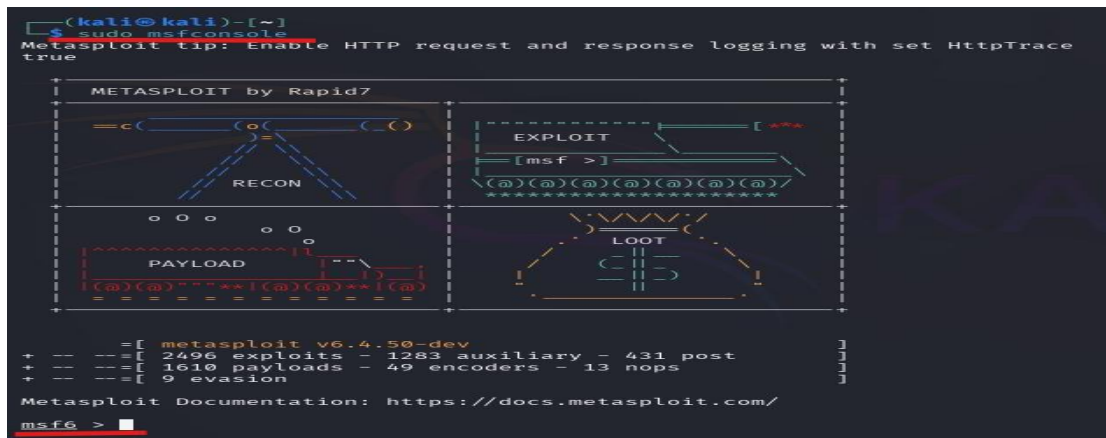 ┌──(kali㉿kali)-[~]
└─$ sudo msfconsole
Metasploit tip: Enable HTTP request and response logging with set HttpTrace
true
METASPLOIT by Rapid7
EXPLOIT
=[msf >]=
RECON
(@)(@)(@)(@)(@)(@)(@)
LOOT
PAYLOAD
=[ metasploit v6.4.50-dev ]
+ -- --=[ 2496 exploits - 1283 auxiliary - 431 post ]
+ -- --=[ 1610 payloads - 49 encoders - 13 nops ]
+ -- --=[ 9 evasion ]
Metasploit Documentation: https://docs.metasploit.com/
msf6 >